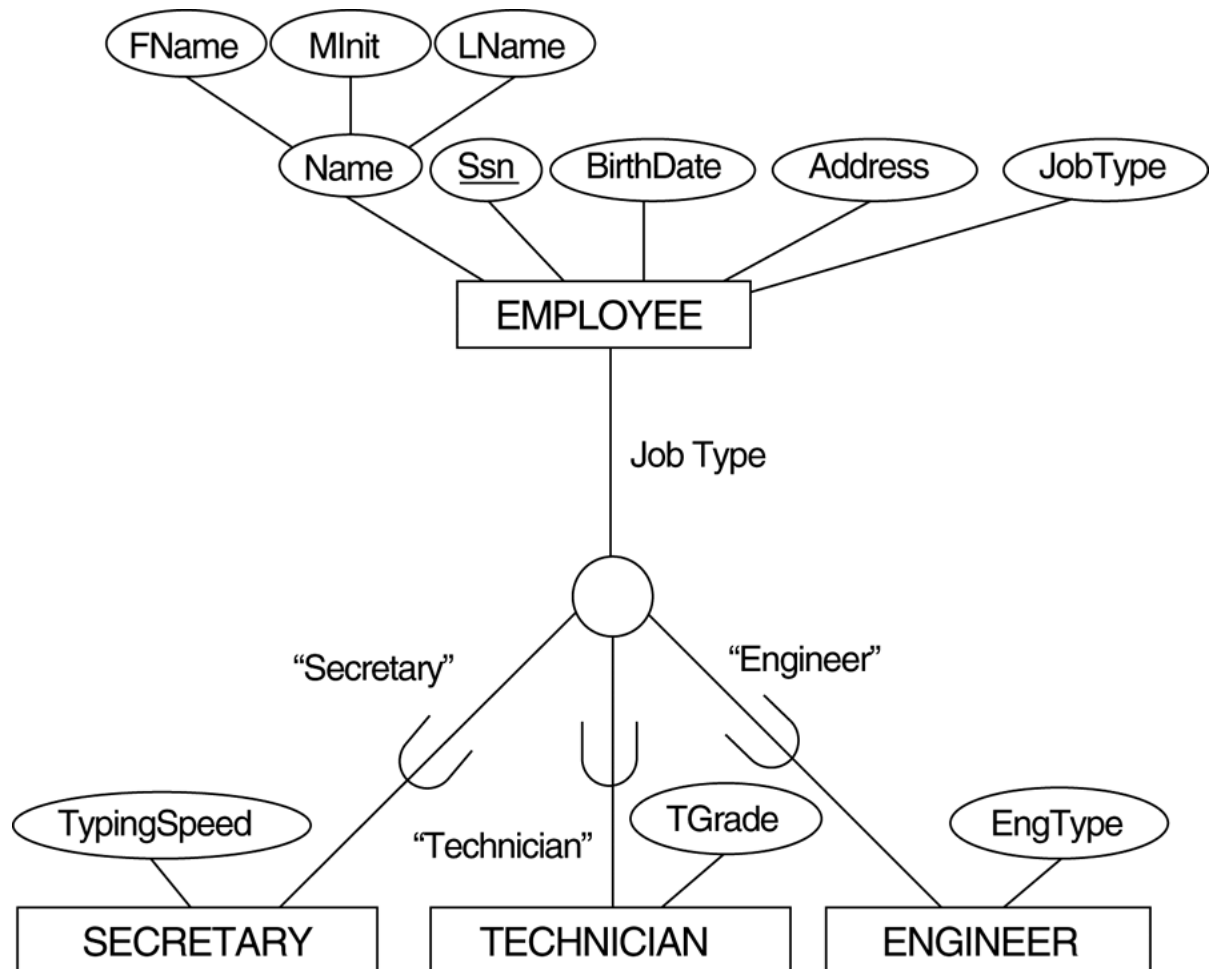 FName MInit LName
Name Ssn BirthDate Address JobType
EMPLOYEE
Job Type
“Secretary” “Engineer”
TypingSpeed “Technician” TGrade EngType
SECRETARY TECHNICIAN ENGINEER